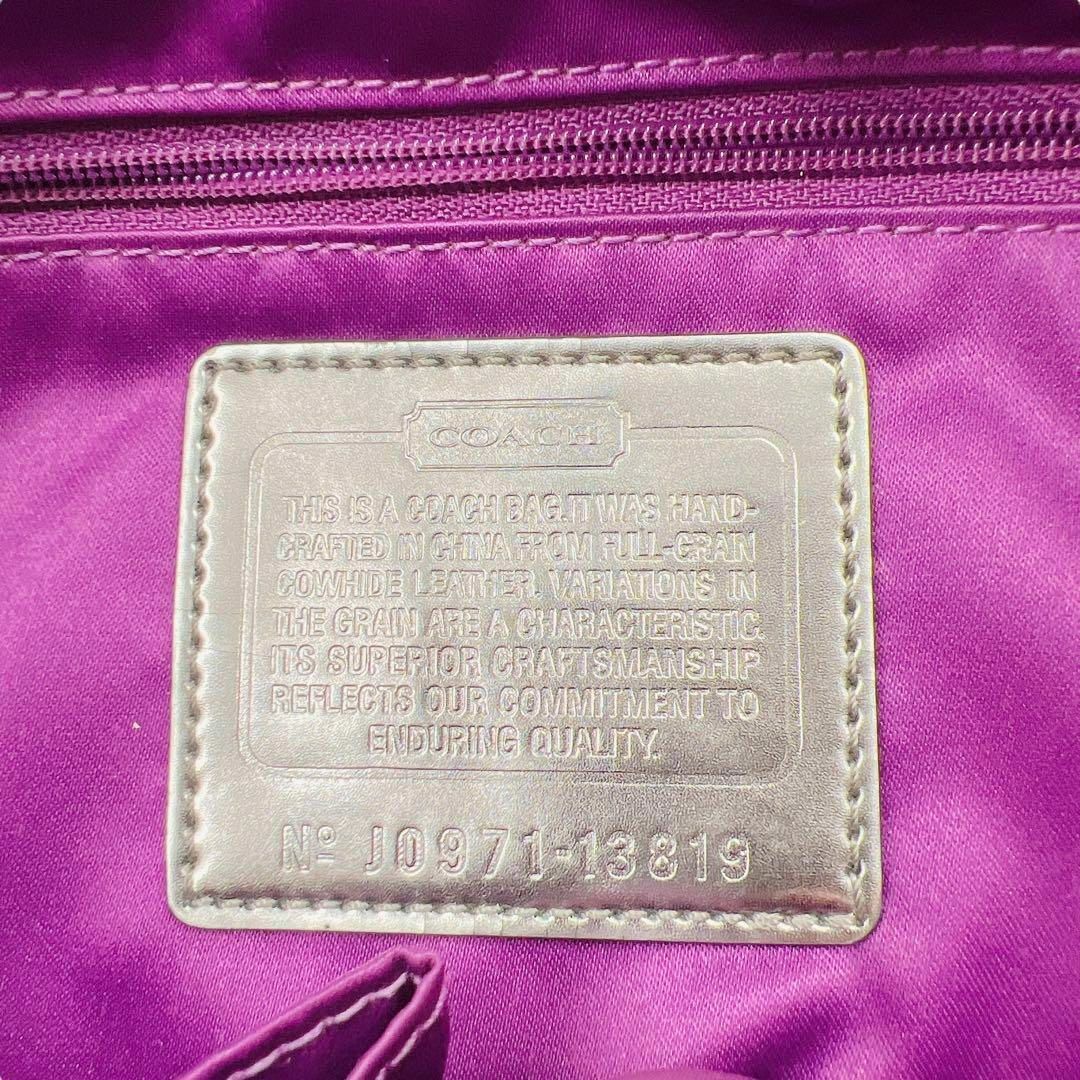 COACH
THIS IS A COACH BAG.IT WAS HAND-
CRAFTED IN CHINA FROM FULL-GRAIN
COWHIDE LEATHER. VARIATIONS IN
THE GRAIN ARE A CHARACTERISTIC.
ITS SUPERIOR CRAFTSMANSHIP
REFLECTS OUR COMMITMENT TO
ENDURING QUALITY.
Nº J0971-13819